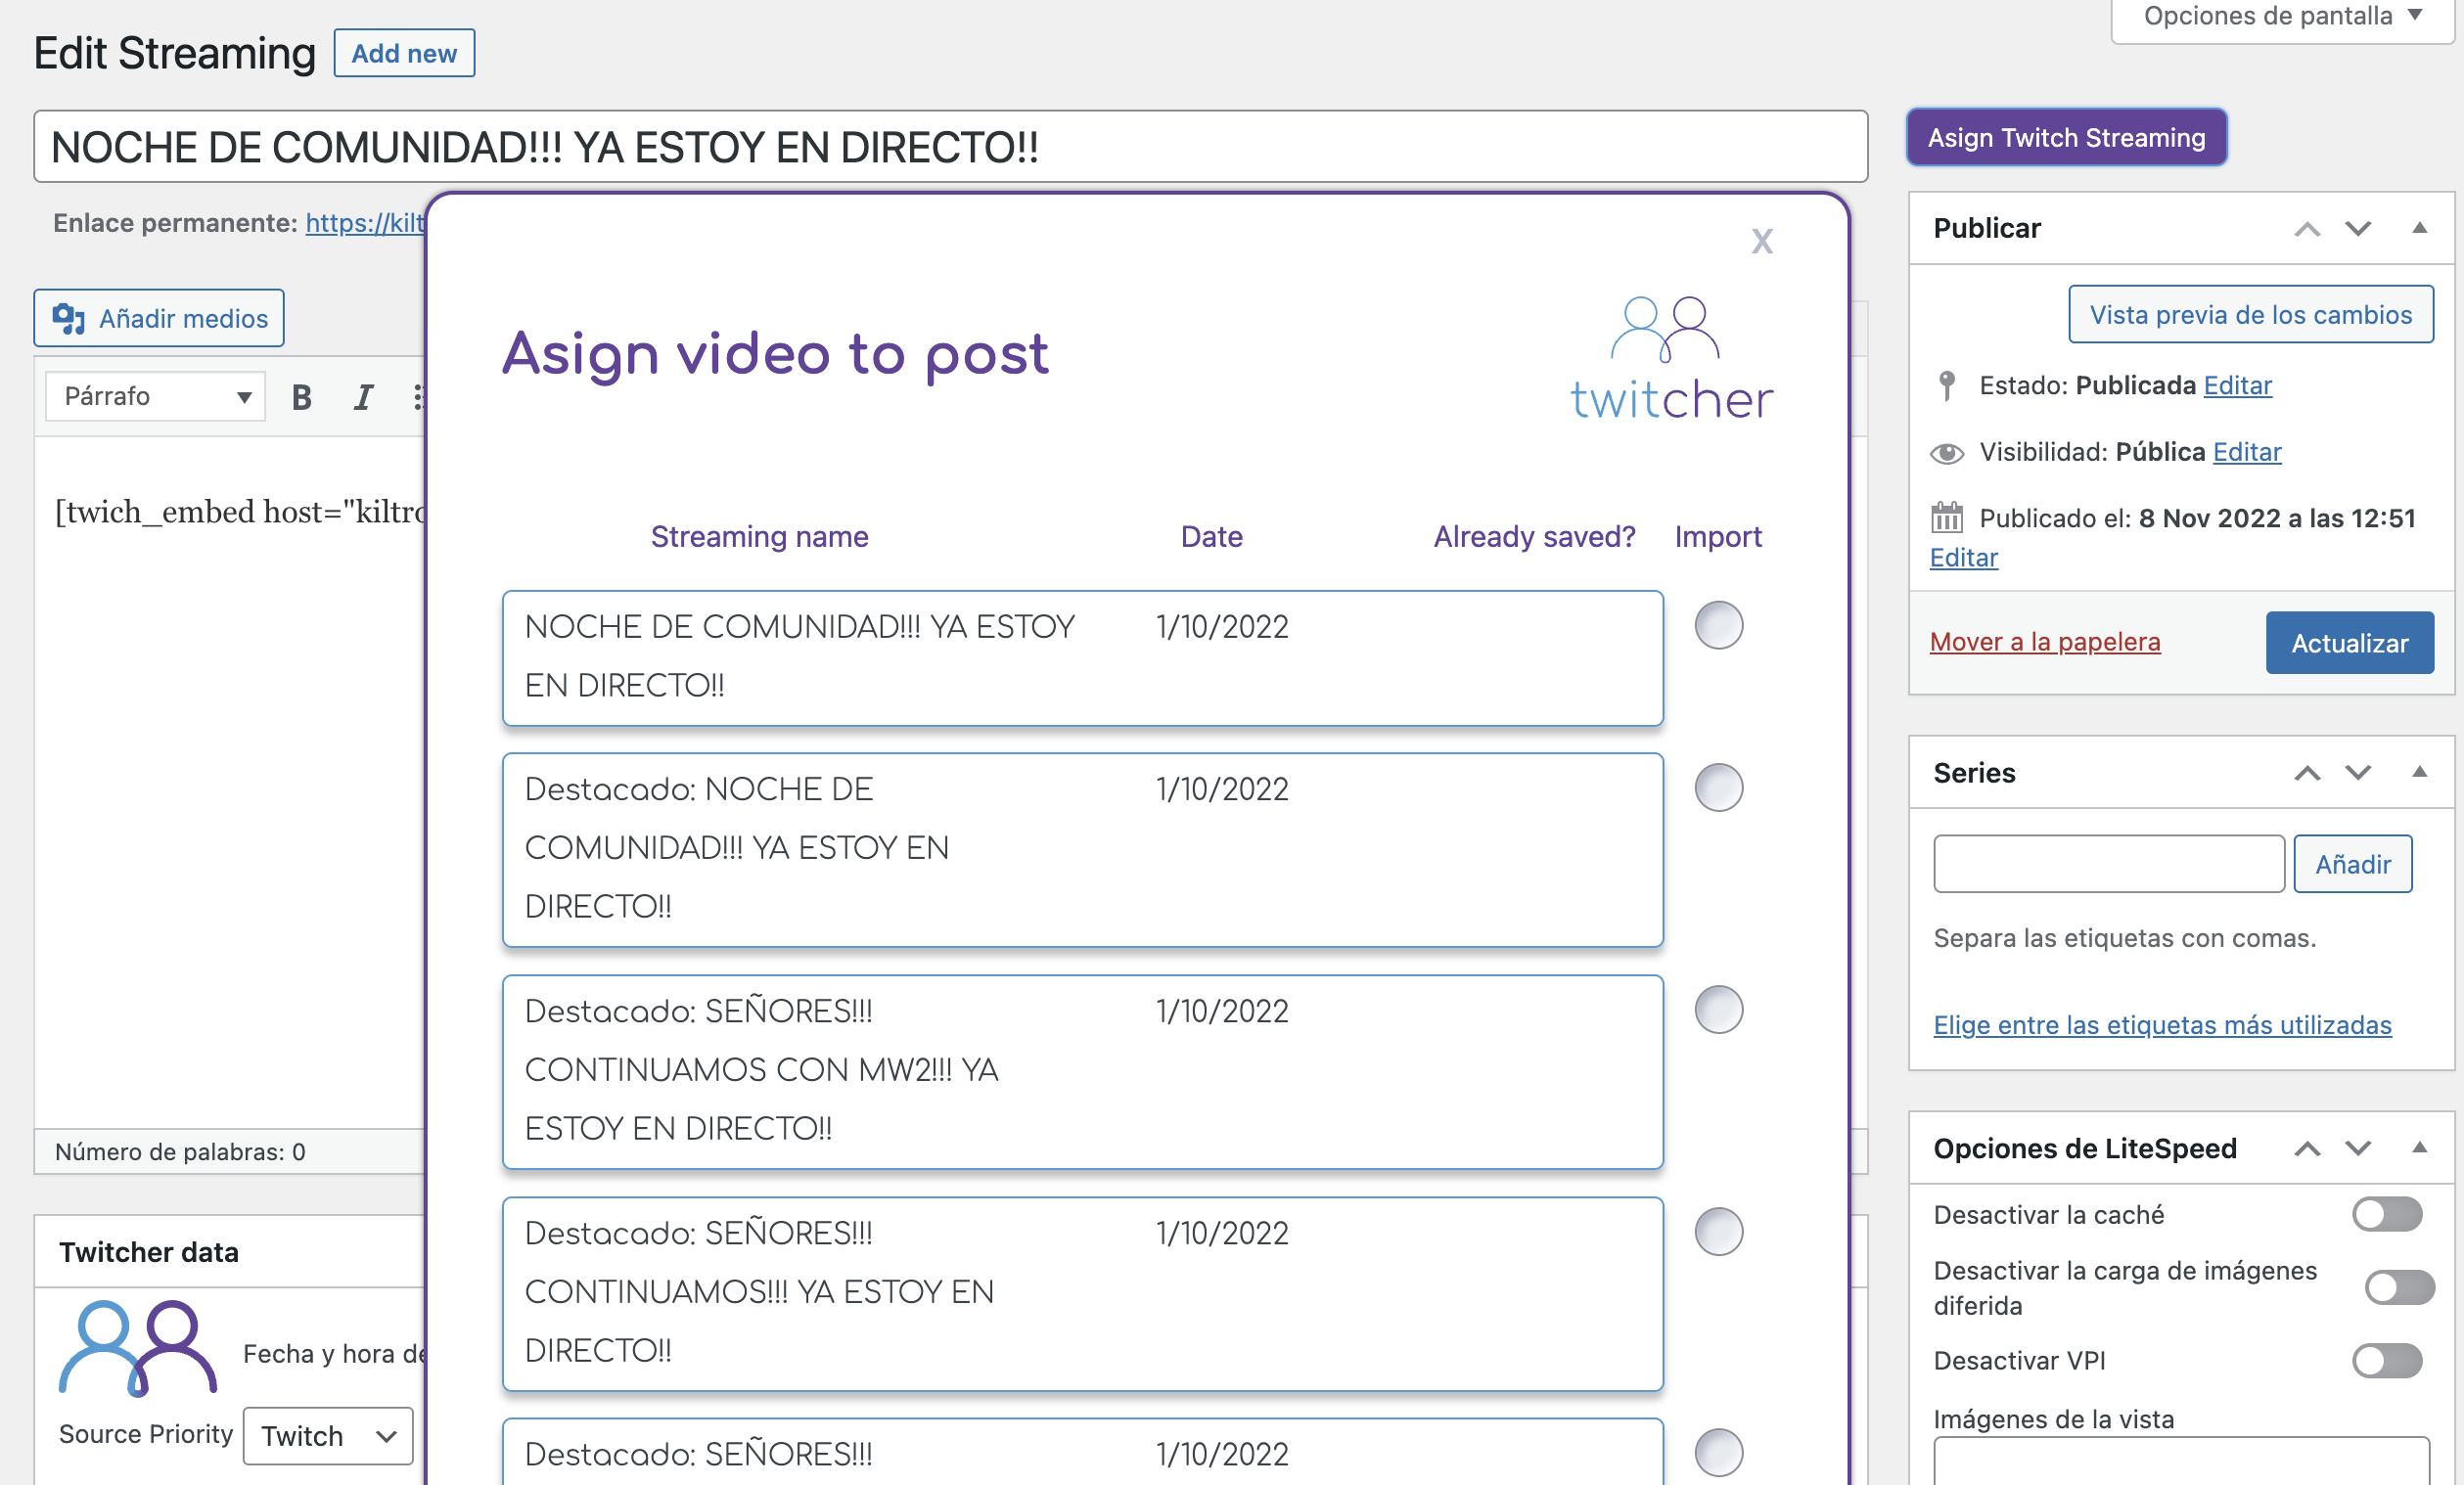 Opciones de pantalla
Edit Streaming
Add new
NOCHE DE COMUNIDAD!!! YA ESTOY EN DIRECTO!!
Asign Twitch Streaming
Enlace permanente: https://kilt
Añadir medios
Párrafo
B I
[twich_embed host="kiltro
Número de palabras: 0
Twitcher data
Fecha y hora de
Source Priority
Twitch
X
Asign video to post
twitcher
Streaming name Date Already saved? Import
NOCHE DE COMUNIDAD!!! YA ESTOY 1/10/2022
EN DIRECTO!!
Destacado: NOCHE DE 1/10/2022
COMUNIDAD!!! YA ESTOY EN
DIRECTO!!
Destacado: SEÑORES!!! 1/10/2022
CONTINUAMOS CON MW2!!! YA
ESTOY EN DIRECTO!!
Destacado: SEÑORES!!! 1/10/2022
CONTINUAMOS!!! YA ESTOY EN
DIRECTO!!
Destacado: SEÑORES!!! 1/10/2022
Publicar
Vista previa de los cambios
Estado: Publicada Editar
Visibilidad: Pública Editar
Publicado el: 8 Nov 2022 a las 12:51
Editar
Mover a la papelera
Actualizar
Series
Añadir
Separa las etiquetas con comas.
Elige entre las etiquetas más utilizadas
Opciones de LiteSpeed
Desactivar la caché
Desactivar la carga de imágenes
diferida
Desactivar VPI
Imágenes de la vista